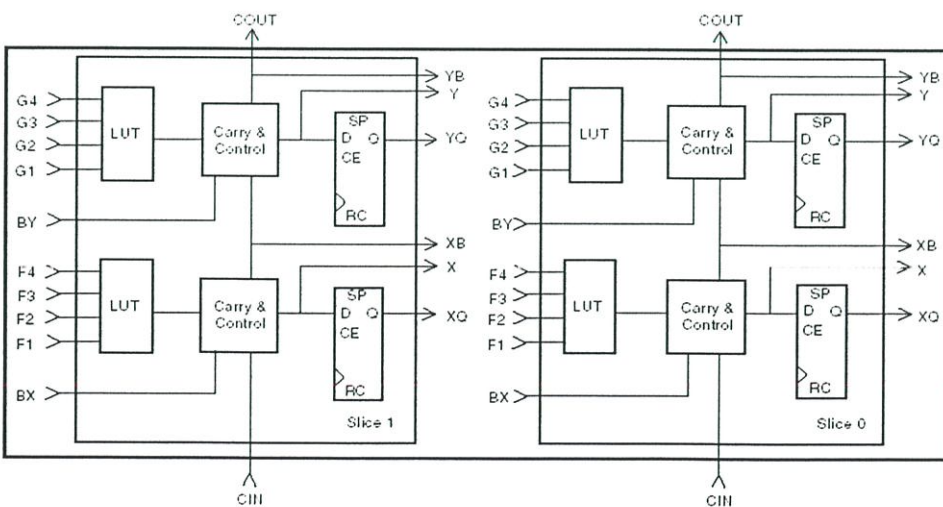 COUT
YB
Y
G4
G3
G2
G1
LUT
Carry &
Control
SP
D Q
CE
RC
YQ
BY
XB
X
F4
F3
F2
F1
LUT
Carry &
Control
SP
D Q
CE
RC
XQ
BX
Slice 1
CIN
COUT
YB
Y
G4
G3
G2
G1
LUT
Carry &
Control
SP
D Q
CE
RC
YQ
BY
XB
X
F4
F3
F2
F1
LUT
Carry &
Control
SP
D Q
CE
RC
XQ
BX
Slice 0
CIN